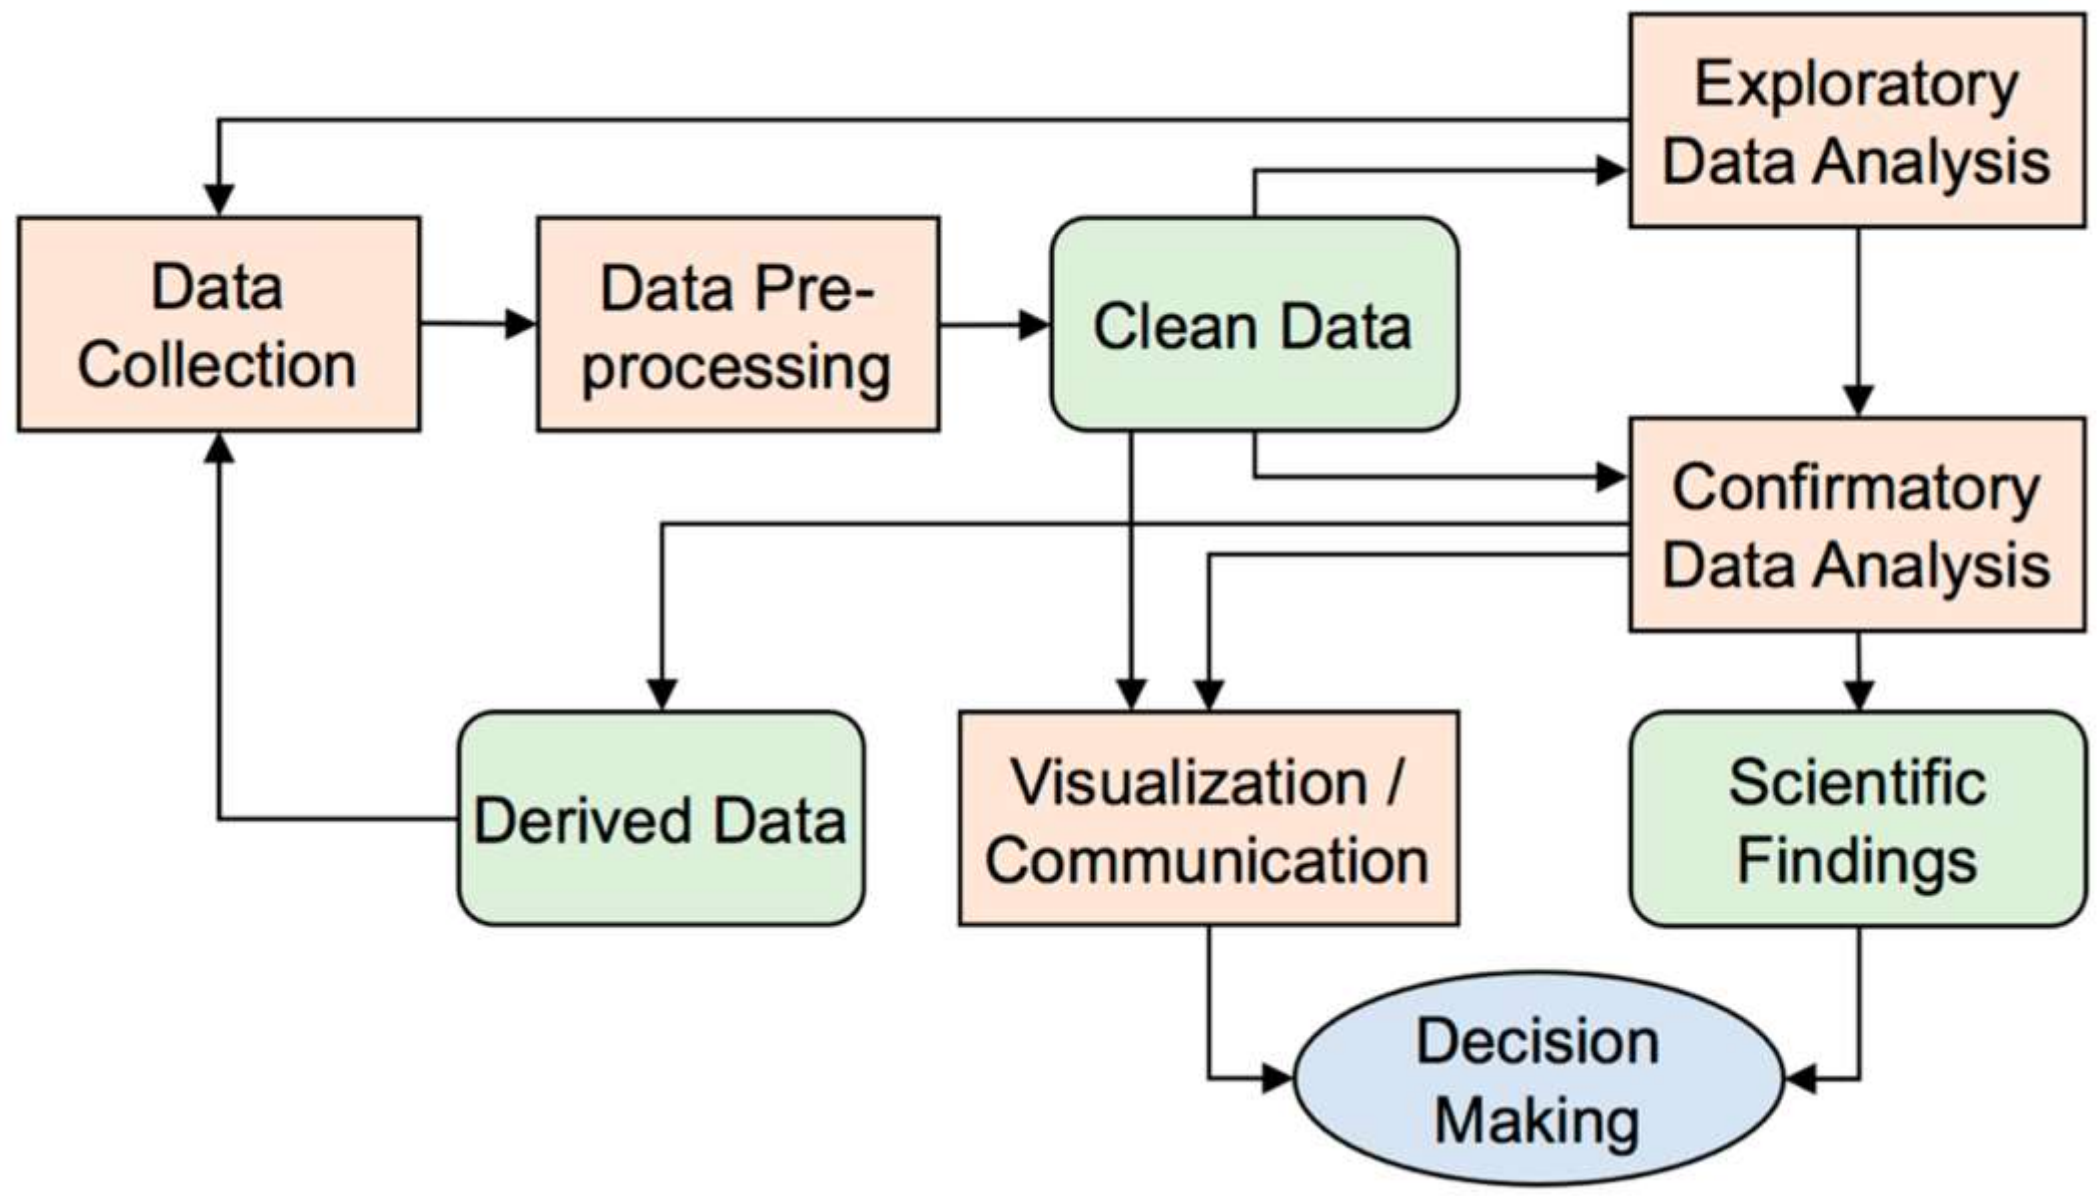 Exploratory
Data Analysis
Data
Collection
Data Pre-
processing
Clean Data
Confirmatory
Data Analysis
Derived Data
Visualization /
Communication
Scientific
Findings
Decision
Making